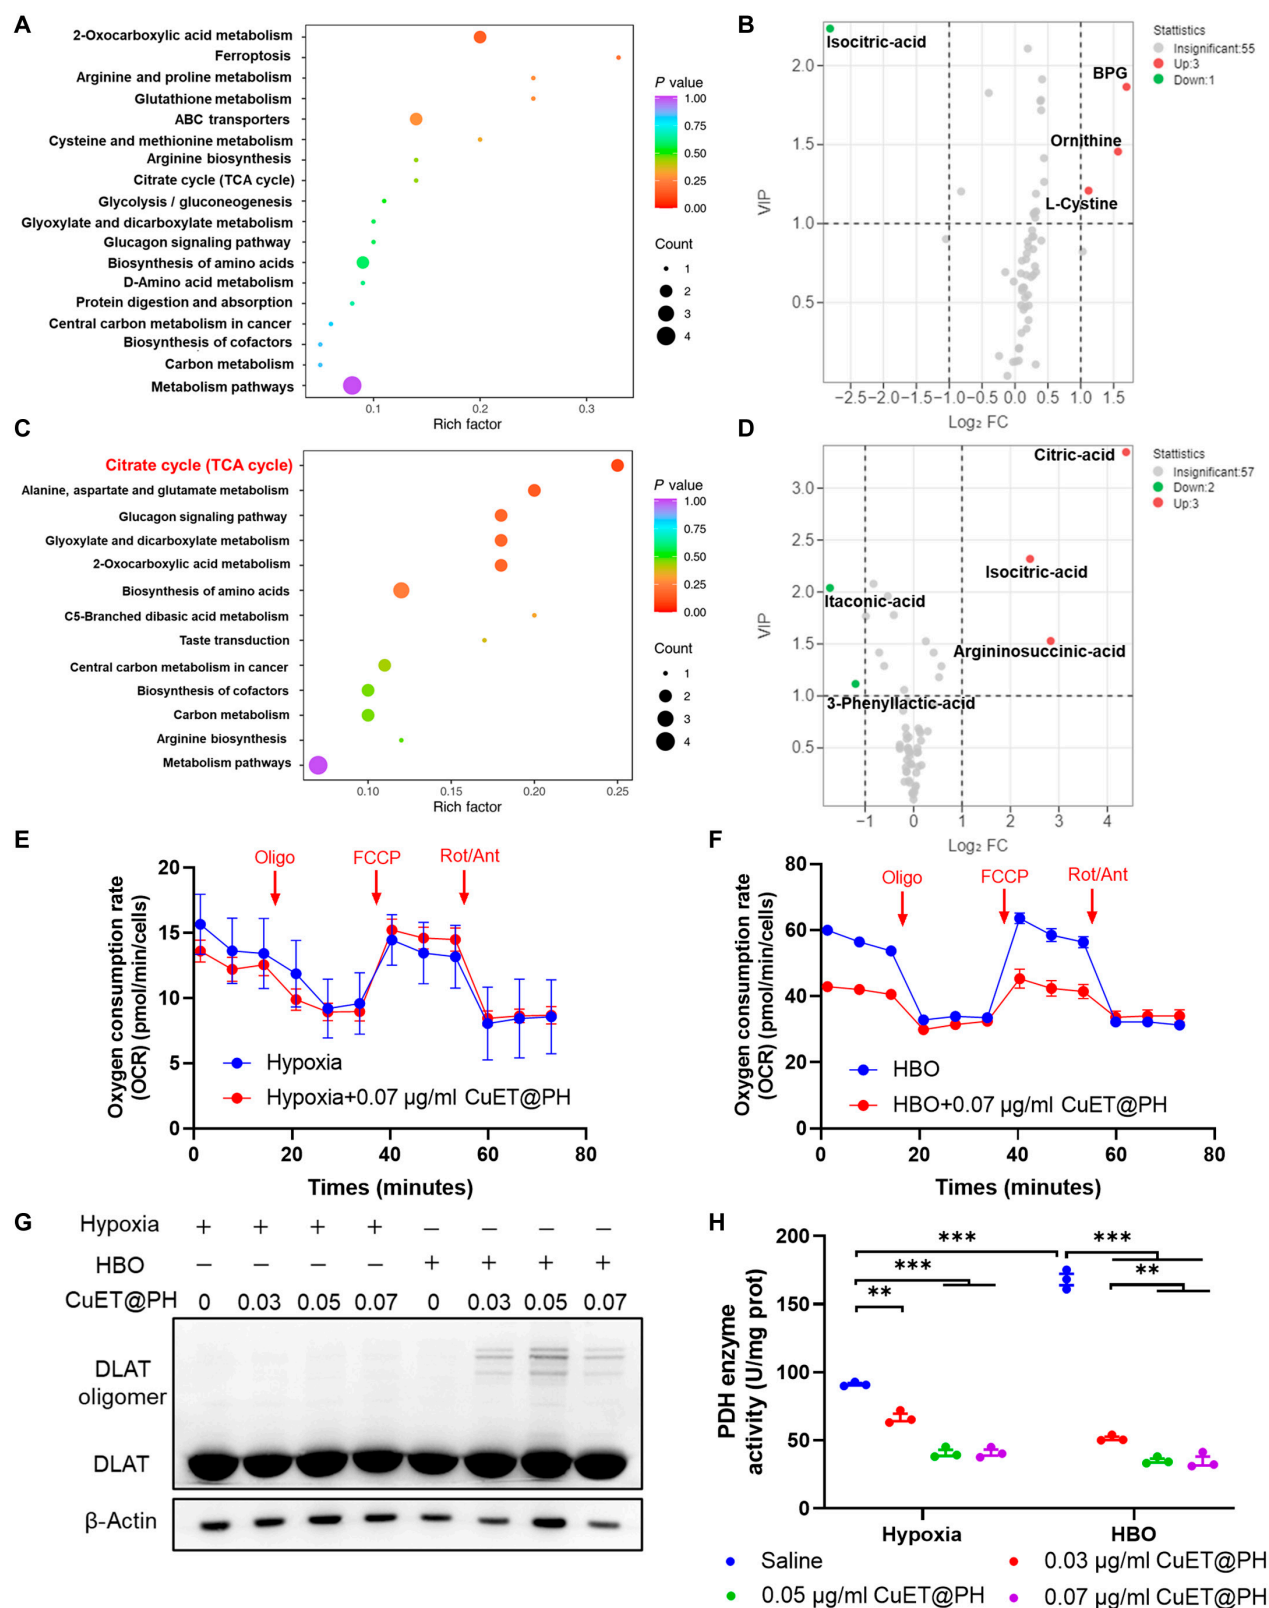 A
2-Oxocarboxylic acid metabolism
Ferroptosis
Arginine and proline metabolism
Glutathione metabolism
ABC transporters
Cysteine and methionine metabolism
Arginine biosynthesis
Citrate cycle (TCA cycle)
Glycolysis / gluconeogenesis
Glyoxylate and dicarboxylate metabolism
Glucagon signaling pathway
Biosynthesis of amino acids
D-Amino acid metabolism
Protein digestion and absorption
Central carbon metabolism in cancer
Biosynthesis of cofactors
Carbon metabolism
Metabolism pathways
0.1 0.2 0.3
Rich factor
P value
1.00
0.75
0.50
0.25
0.00
Count
1
2
3
4
B
Isocitric-acid
BPG
Ornithine
L-Cystine
VIP
2.0
1.5
1.0
0.5
−2.5 −2.0 −1.5 −1.0 −0.5 0.0 0.5 1.0 1.5
Log₂ FC
Stattistics
Insignificant:55
Up:3
Down:1
C
Citrate cycle (TCA cycle)
Alanine, aspartate and glutamate metabolism
Glucagon signaling pathway
Glyoxylate and dicarboxylate metabolism
2-Oxocarboxylic acid metabolism
Biosynthesis of amino acids
C5-Branched dibasic acid metabolism
Taste transduction
Central carbon metabolism in cancer
Biosynthesis of cofactors
Carbon metabolism
Arginine biosynthesis
Metabolism pathways
0.10 0.15 0.20 0.25
Rich factor
P value
1.00
0.75
0.50
0.25
0.00
Count
1
2
3
4
D
Citric-acid
Isocitric-acid
Itaconic-acid
Argininosuccinic-acid
3-Phenyllactic-acid
VIP
3.0
2.5
2.0
1.5
1.0
0.5
−1 0 1 2 3 4
Log₂ FC
Stattistics
Insignificant:57
Down:2
Up:3
E
Oxygen consumption rate
(OCR) (pmol/min/cells)
20
15
10
5
0
Oligo FCCP Rot/Ant
Hypoxia
Hypoxia+0.07 µg/ml CuET@PH
0 20 40 60 80
Times (minutes)
F
Oxygen consumption rate
(OCR) (pmol/min/cells)
80
60
40
20
0
Oligo FCCP Rot/Ant
HBO
HBO+0.07 µg/ml CuET@PH
0 20 40 60 80
Times (minutes)
G
Hypoxia + + + + − − − −
HBO − − − − + + + +
CuET@PH 0 0.03 0.05 0.07 0 0.03 0.05 0.07
DLAT
oligomer
DLAT
β-Actin
H
PDH enzyme
activity (U/mg prot)
200
150
100
50
0
*** ***
*** **
**
Hypoxia HBO
Saline
0.03 µg/ml CuET@PH
0.05 µg/ml CuET@PH
0.07 µg/ml CuET@PH